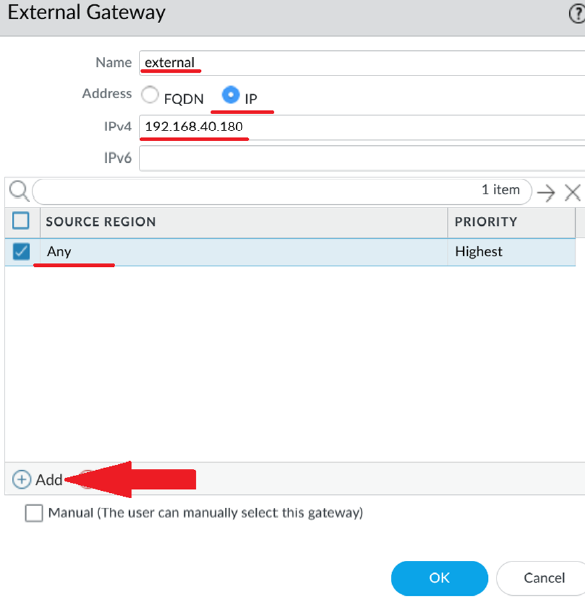 External Gateway
?
Name external
Address FQDN IP
IPv4 192.168.40.180
IPv6
1 item
SOURCE REGION PRIORITY
Any Highest
Add
Manual (The user can manually select this gateway)
OK Cancel